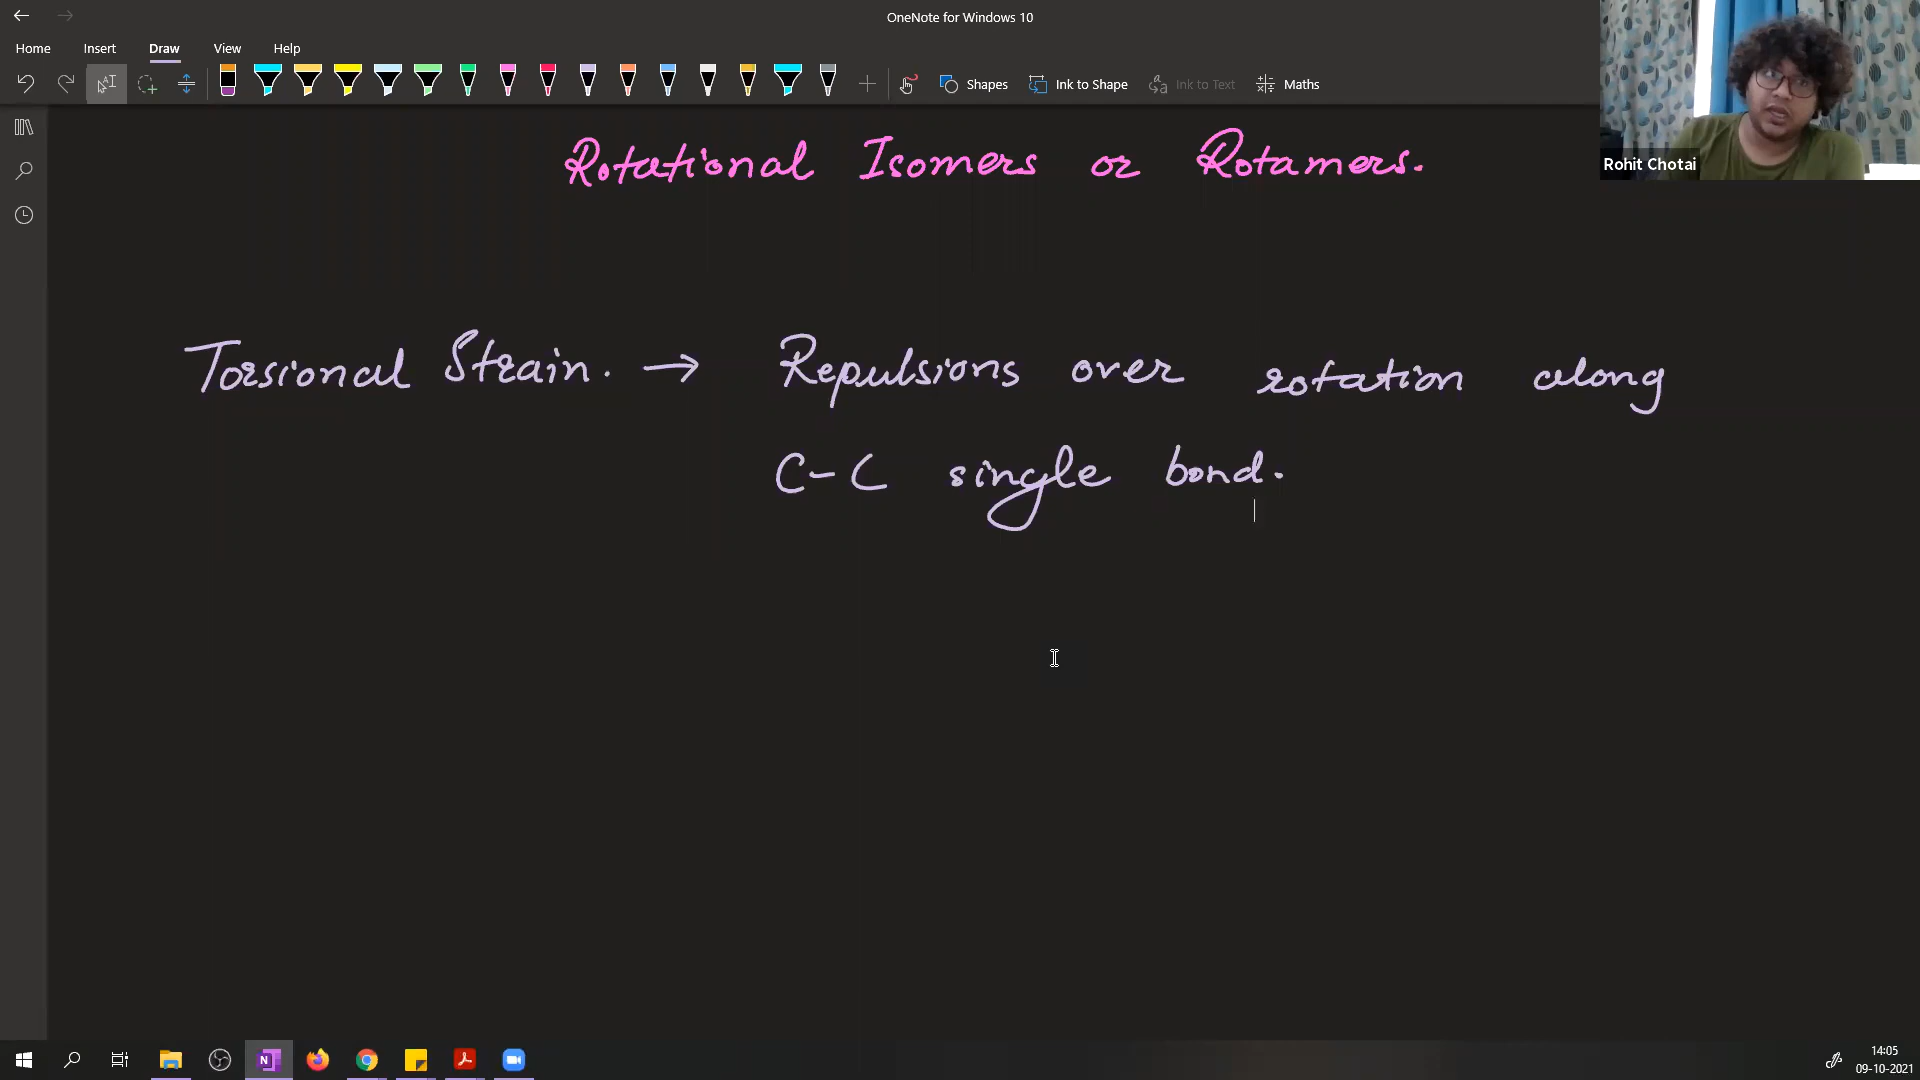 OneNote for Windows 10
Home Insert Draw View Help
Shapes Ink to Shape Ink to Text Maths
Rohit Chotai
Rotational Isomers or Rotamers.
Torsional Strain. → Repulsions over rotation along
C-C single bond.
14:05
09-10-2021